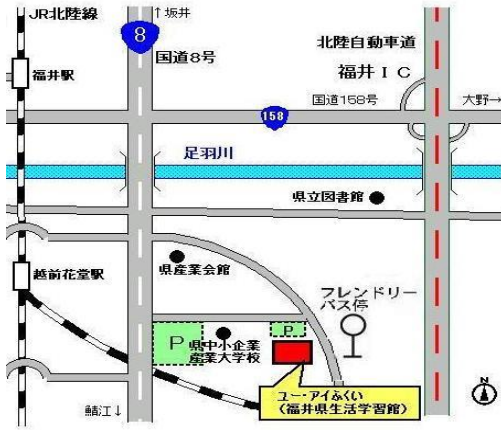 JR北陸線
↑坂井
8
国道8号
北陸自動車道
福井IC
福井駅
国道158号
大野→
158
足羽川
県立図書館
越前花堂駅
県産業会館
フレンドリー
バス停
P
県中小企業
産業大学校
P
ユー・アイふくい
(福井県生活学習館)
鯖江↓
N